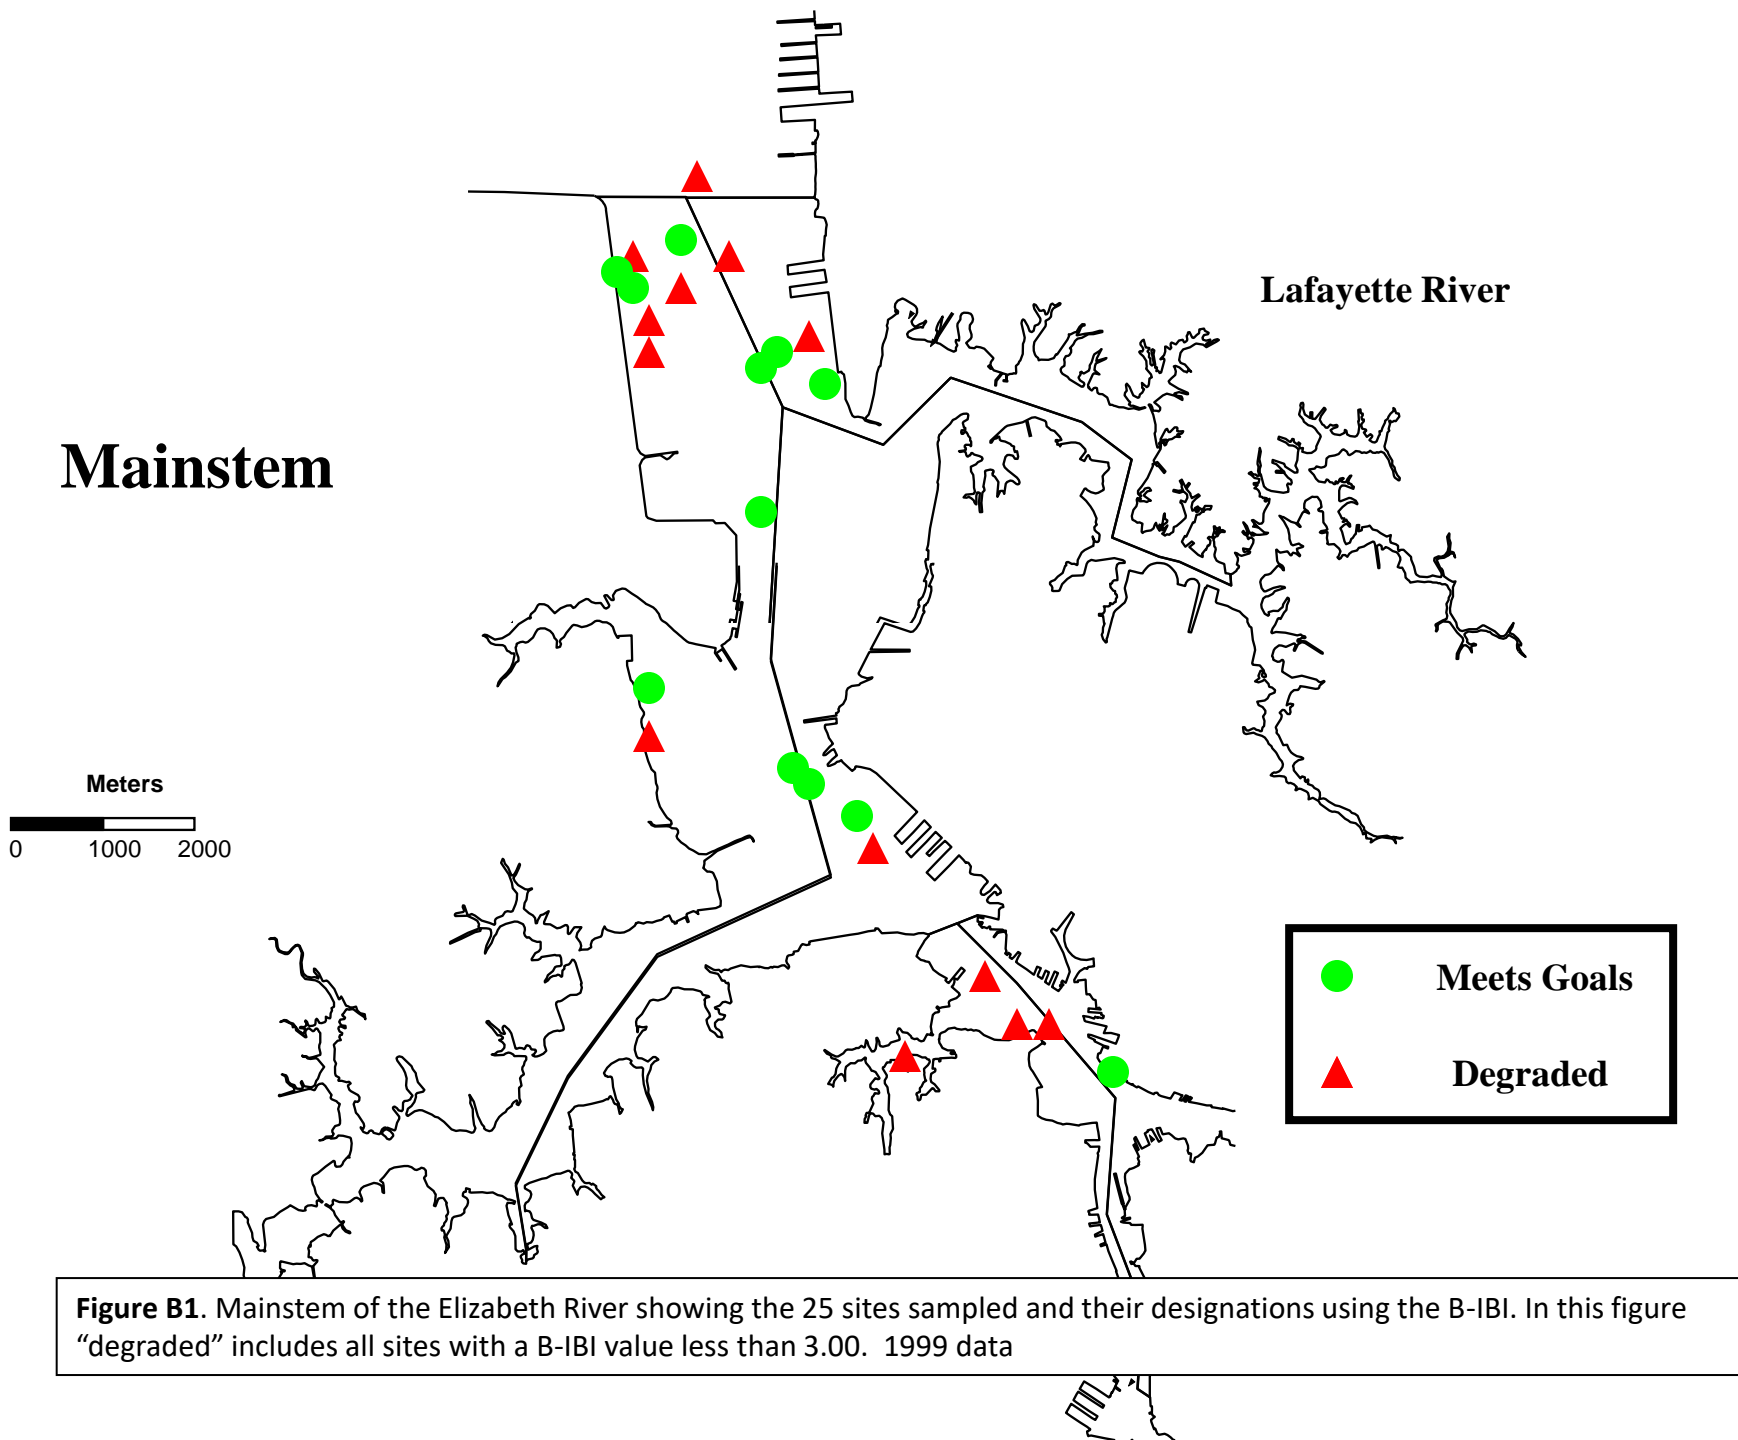 Lafayette River
Mainstem
Meters
0 1000 2000
Meets Goals
Degraded
Figure B1. Mainstem of the Elizabeth River showing the 25 sites sampled and their designations using the B-IBI. In this figure
“degraded” includes all sites with a B-IBI value less than 3.00. 1999 data